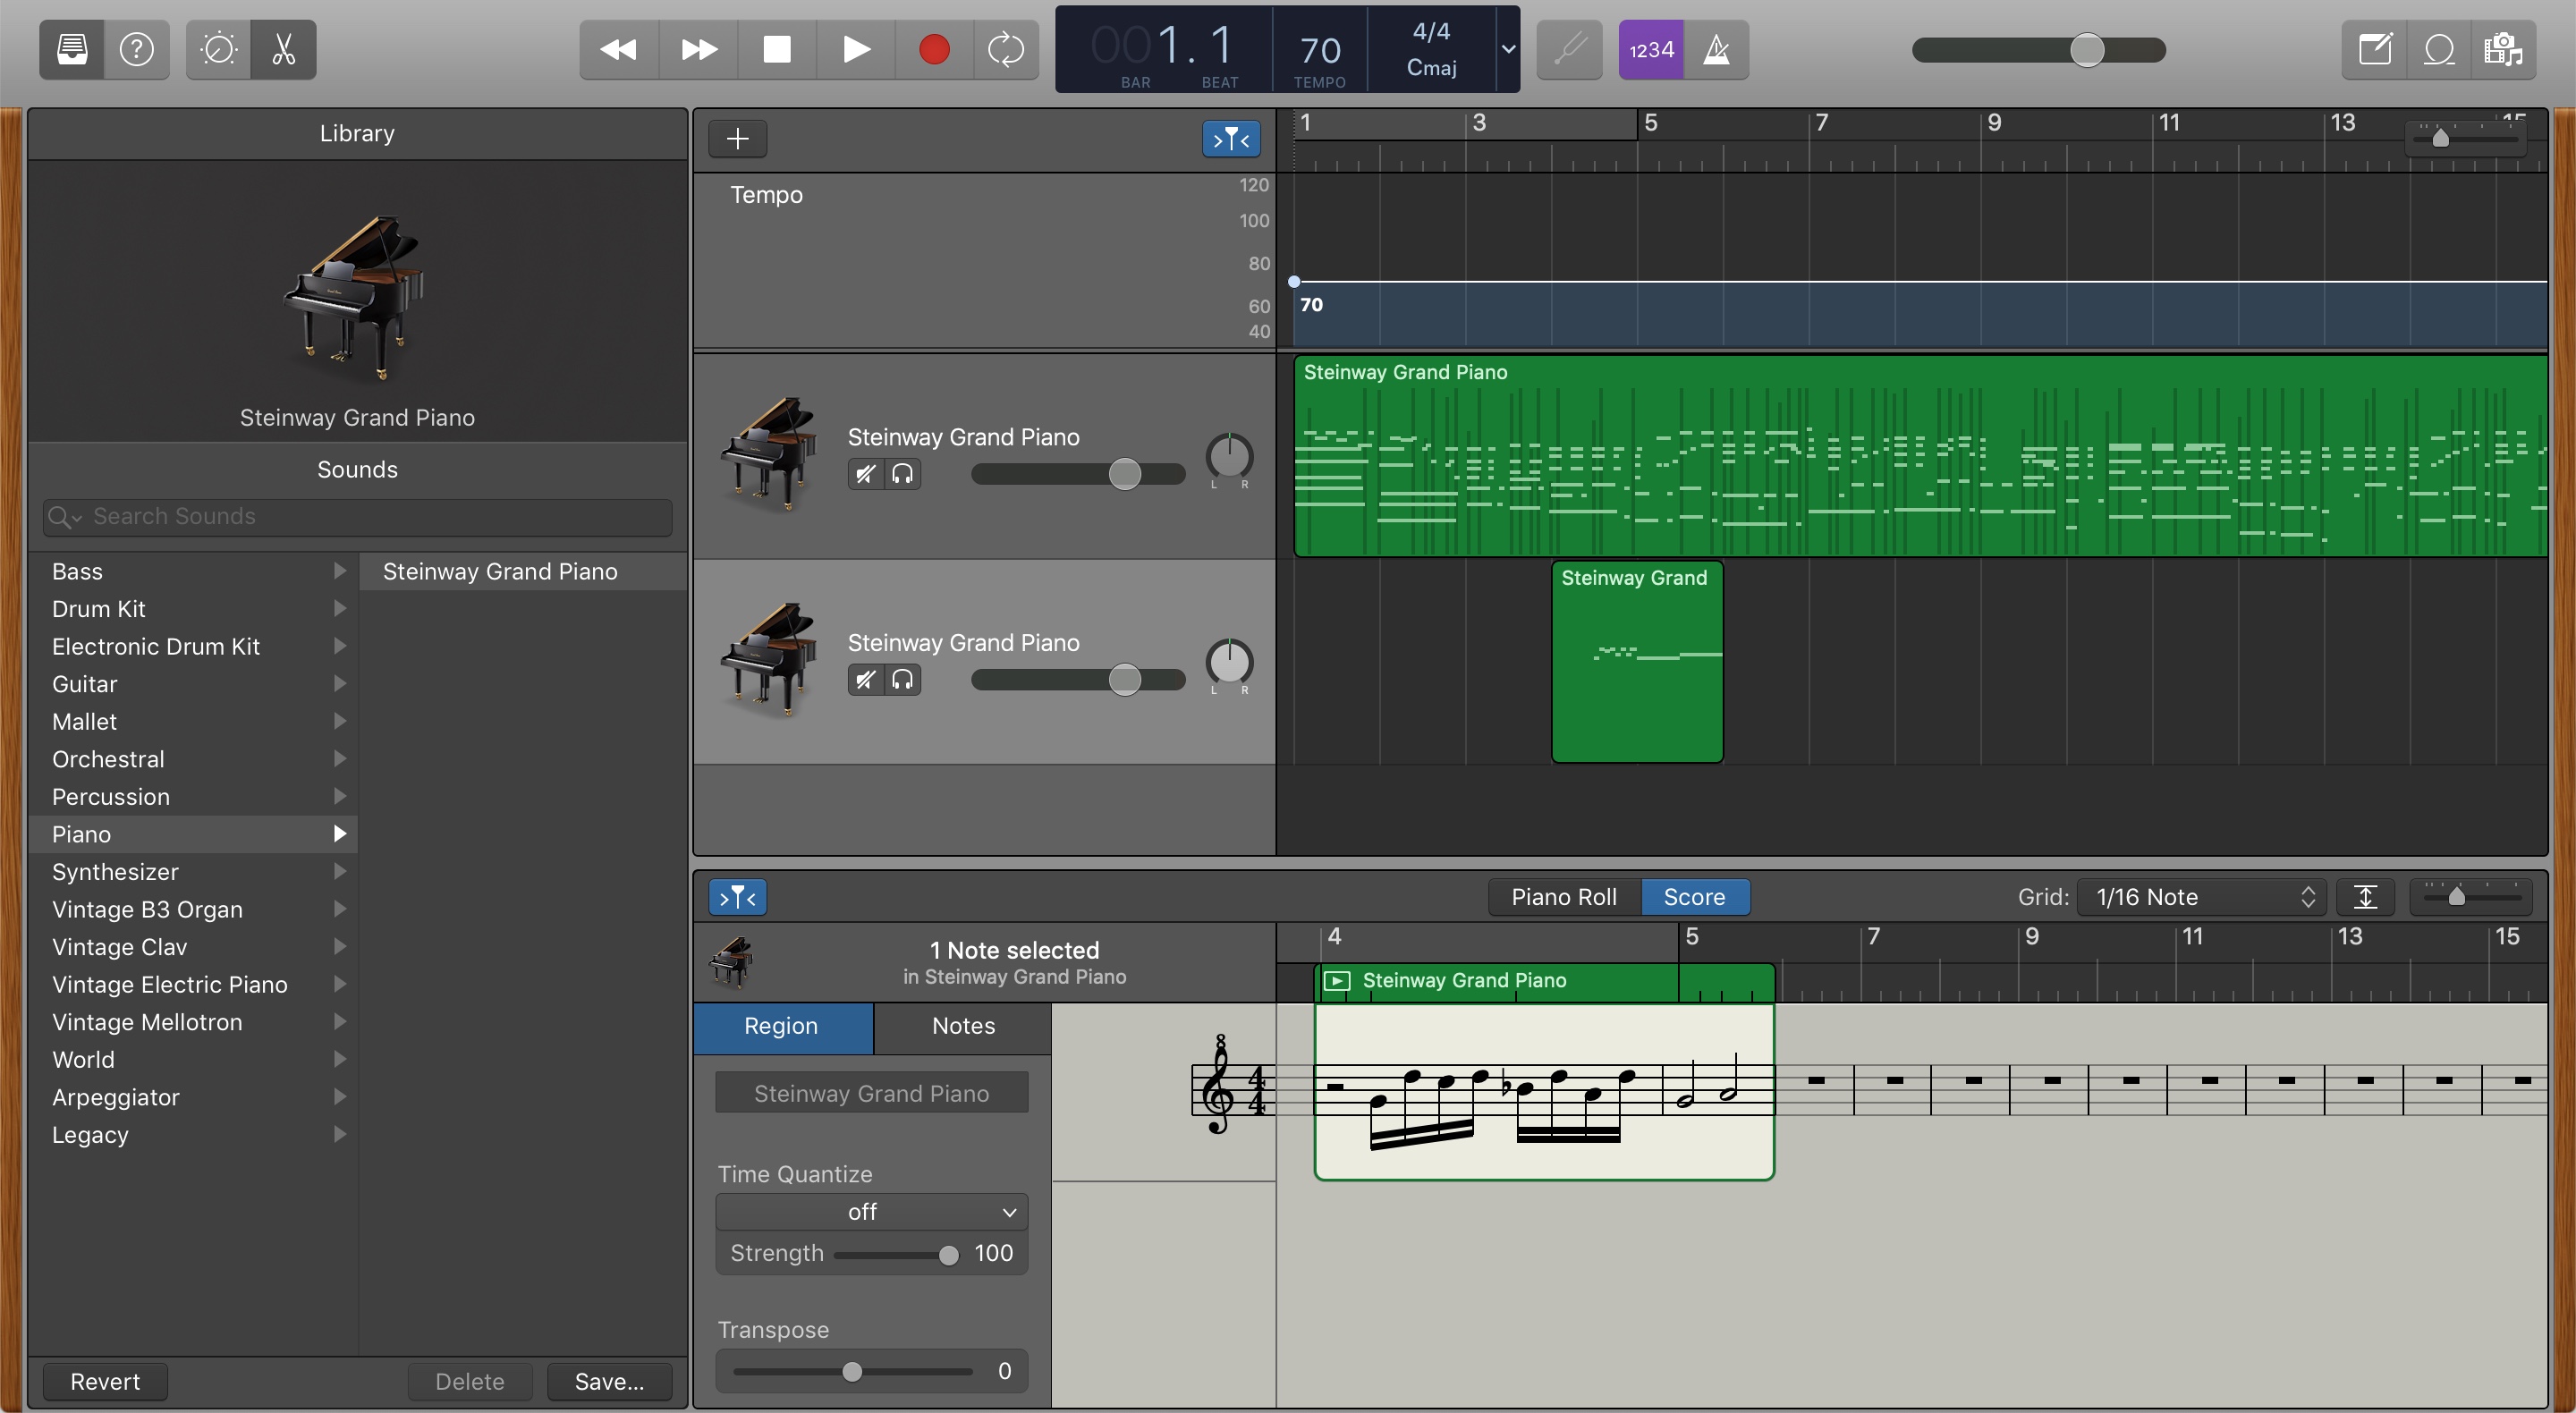 001. 1
BAR BEAT
70
TEMPO
4/4
Cmaj
1234
Library
Steinway Grand Piano
Sounds
Search Sounds
Bass
Drum Kit
Electronic Drum Kit
Guitar
Mallet
Orchestral
Percussion
Piano
Synthesizer
Vintage B3 Organ
Vintage Clav
Vintage Electric Piano
Vintage Mellotron
World
Arpeggiator
Legacy
Steinway Grand Piano
Revert Delete Save...
1 3 5 7 9 11 13 15
Tempo
120
100
80
60
40
70
Steinway Grand Piano
L R
Steinway Grand Piano
Steinway Grand Piano
L R
Steinway Grand
Piano Roll Score
Grid: 1/16 Note
1 Note selected
in Steinway Grand Piano
4 5 7 9 11 13 15
Steinway Grand Piano
Region Notes
Steinway Grand Piano
Time Quantize
off
Strength 100
Transpose
0
8
4
4